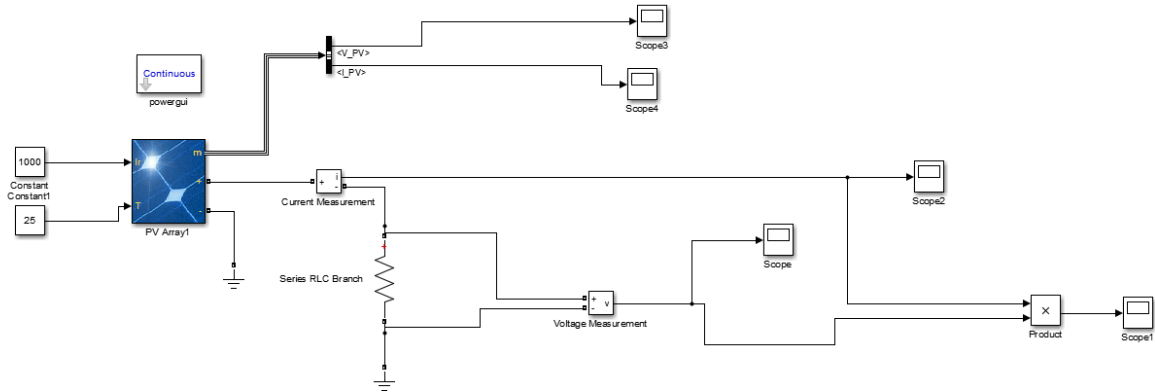 Scope3
<V_PV>
<I_PV>
Continuous
powergui
Scope4
1000
Ir
m
Constant
Constant1
+
i
-
Scope2
25
T
+
-
PV Array1
Current Measurement
+
Scope
Series RLC Branch
+
-
v
Voltage Measurement
×
Product
Scope1